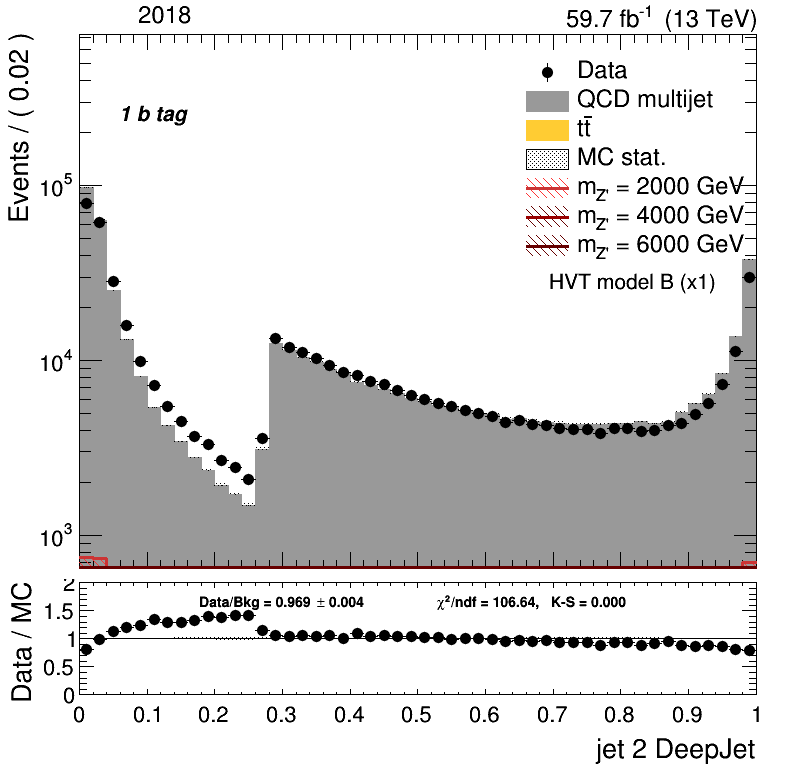 2018
59.7 fb⁻¹ (13 TeV)
Events / ( 0.02 )
1 b tag
Data
QCD multijet
tt̄
MC stat.
m_Z' = 2000 GeV
m_Z' = 4000 GeV
m_Z' = 6000 GeV
HVT model B (x1)
10⁵
10⁴
10³
Data / MC
2
1.5
1
0.5
0
Data/Bkg = 0.969 ± 0.004
χ²/ndf = 106.64, K-S = 0.000
0 0.1 0.2 0.3 0.4 0.5 0.6 0.7 0.8 0.9 1
jet 2 DeepJet